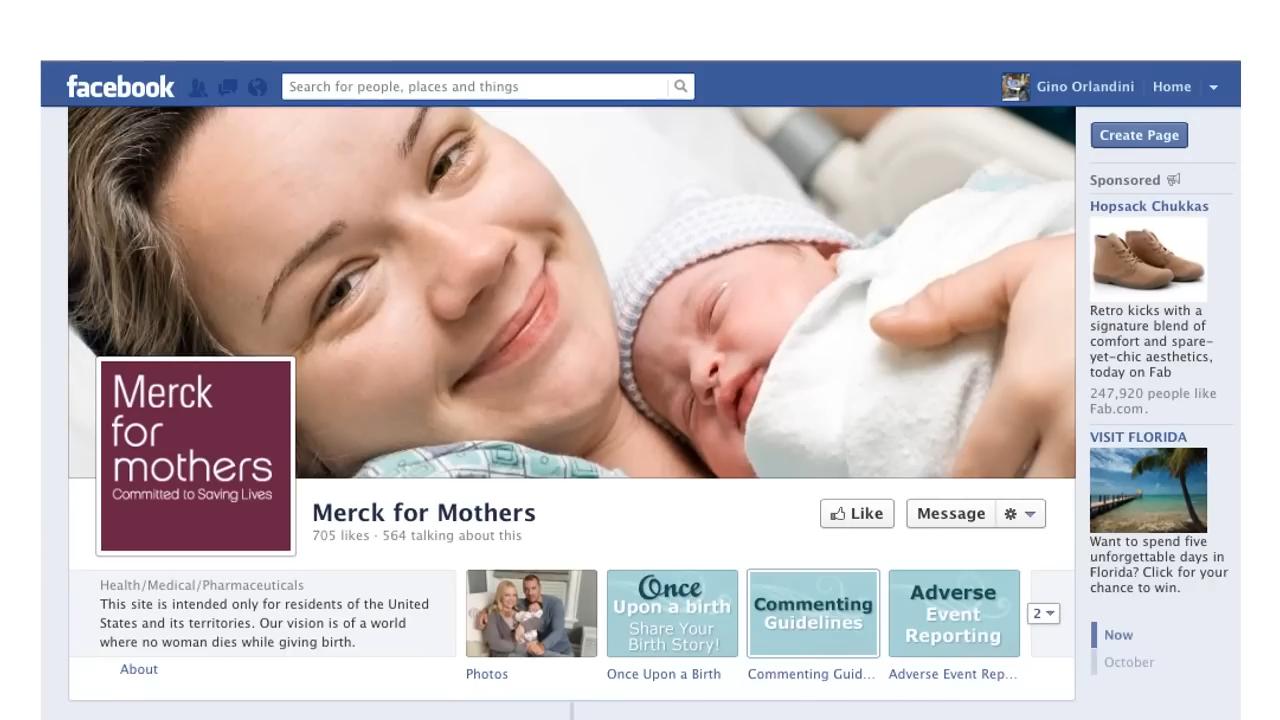 facebook
Search for people, places and things
Gino Orlandini
Home
Create Page
Sponsored
Hopsack Chukkas
Retro kicks with a
signature blend of
comfort and spare-
yet-chic aesthetics,
today on Fab
247,920 people like
Fab.com.
VISIT FLORIDA
Want to spend five
unforgettable days in
Florida? Click for your
chance to win.
Now
October
Merck
for
mothers
Committed to Saving Lives
Merck for Mothers
705 likes · 564 talking about this
Like
Message
Health/Medical/Pharmaceuticals
This site is intended only for residents of the United
States and its territories. Our vision is of a world
where no woman dies while giving birth.
About
Photos
Once
Upon a birth
Share Your
Birth Story!
Once Upon a Birth
Commenting
Guidelines
Commenting Guid...
Adverse
Event
Reporting
Adverse Event Rep...
2